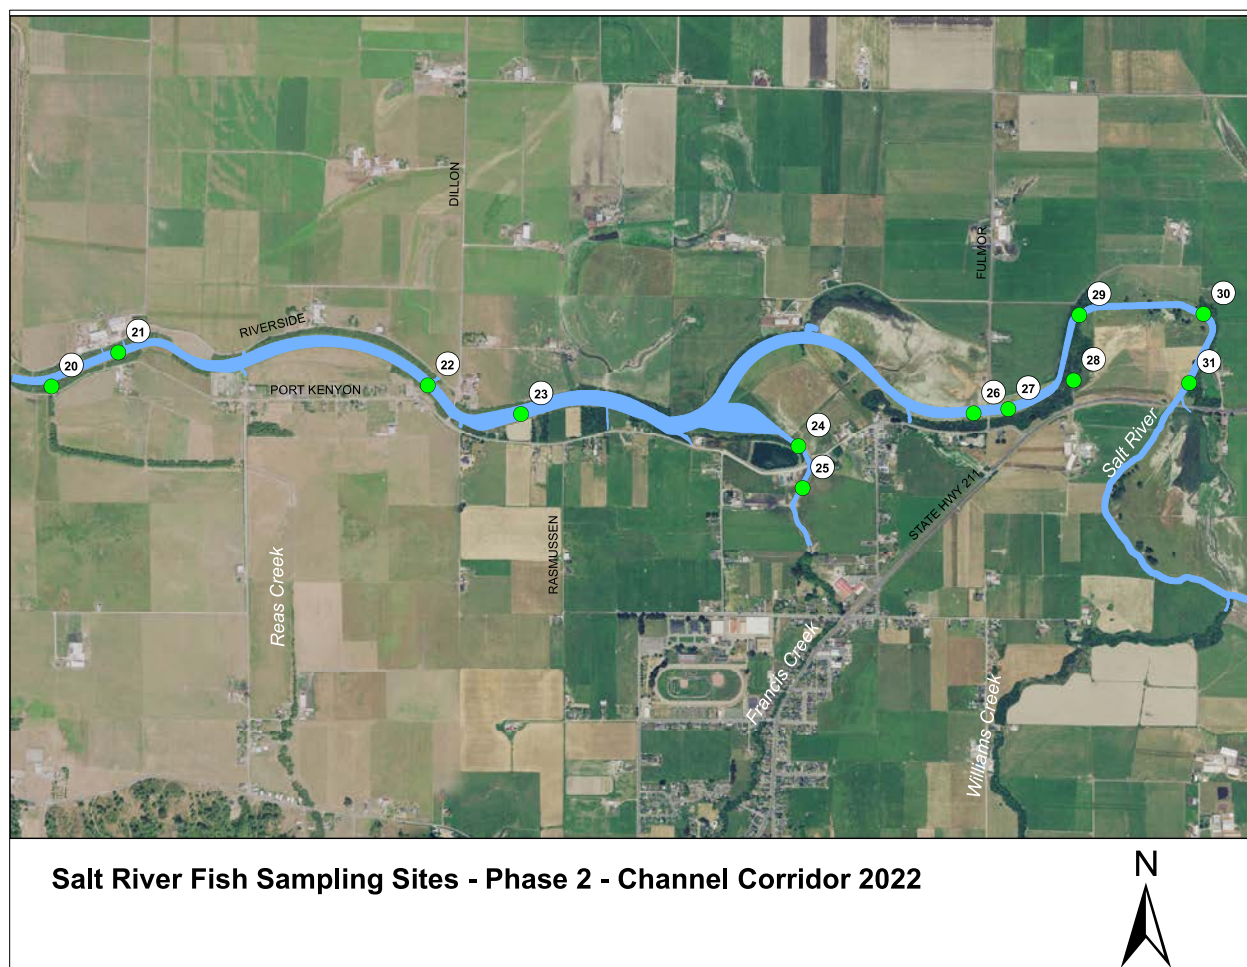 DILLON
FULMOR
30
29
RIVERSIDE
21
20
22
28
31
PORT KENYON
23
26
27
24
25
Salt River
STATE HWY 211
RASMUSSEN
Reas Creek
Francis Creek
Williams Creek
Salt River Fish Sampling Sites - Phase 2 - Channel Corridor 2022
N